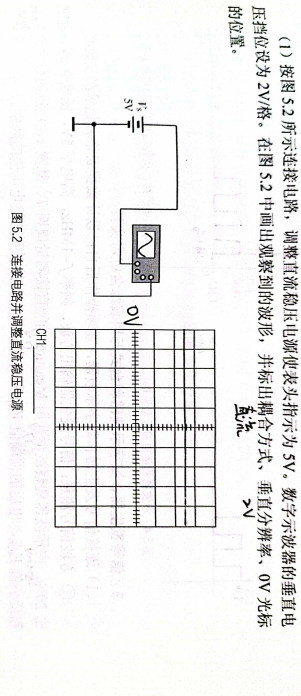 （1）按图 5.2 所示连接电路，调整直流稳压电源使表头指示为 5V。数字示波器的垂直电
压挡位设为 2V/格。在图 5.2 中画出观察到的波形，并标出耦合方式、垂直分辨率、0V 光标
的位置。
直流
2V
Vs
5V
0V
CH1
图 5.2 连接电路并调整直流稳压电源